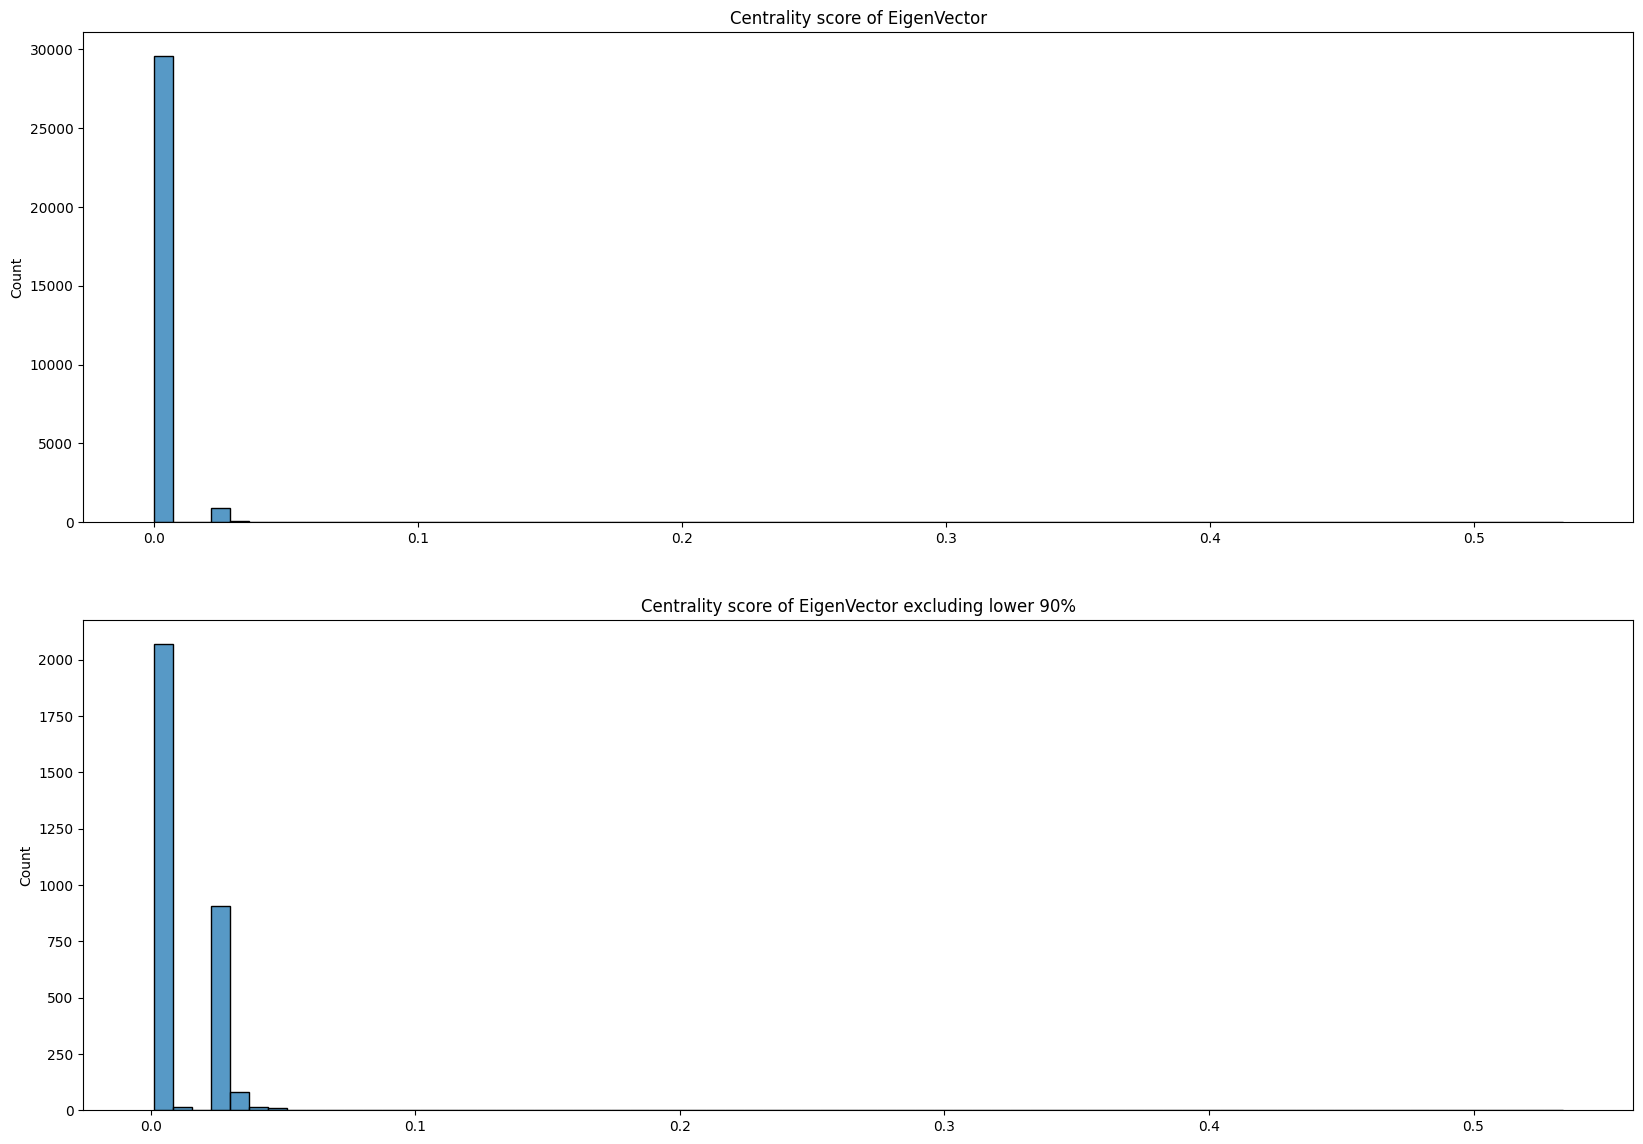 Centrality score of EigenVector
30000
25000
20000
15000
10000
5000
0
Count
0.0 0.1 0.2 0.3 0.4 0.5
Centrality score of EigenVector excluding lower 90%
2000
1750
1500
1250
1000
750
500
250
0
Count
0.0 0.1 0.2 0.3 0.4 0.5